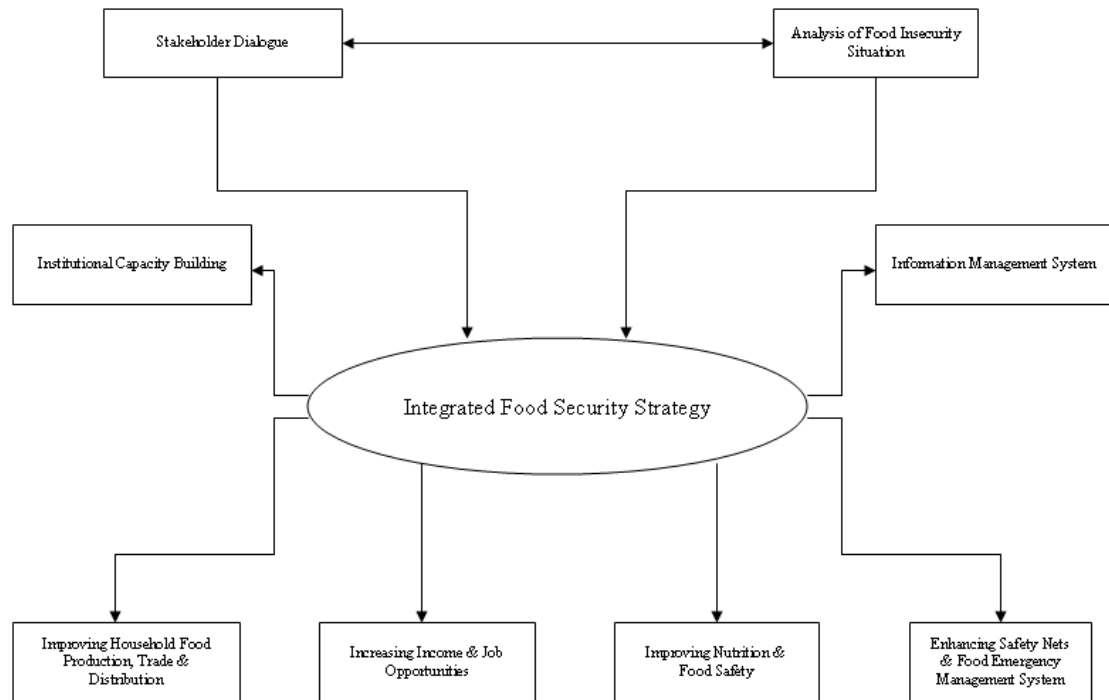 Stakeholder Dialogue
Analysis of Food Insecurity
Situation
Institutional Capacity Building
Information Management System
Integrated Food Security Strategy
Improving Household Food
Production, Trade &
Distribution
Increasing Income & Job
Opportunities
Improving Nutrition &
Food Safety
Enhancing Safety Nets
& Food Emergency
Management System